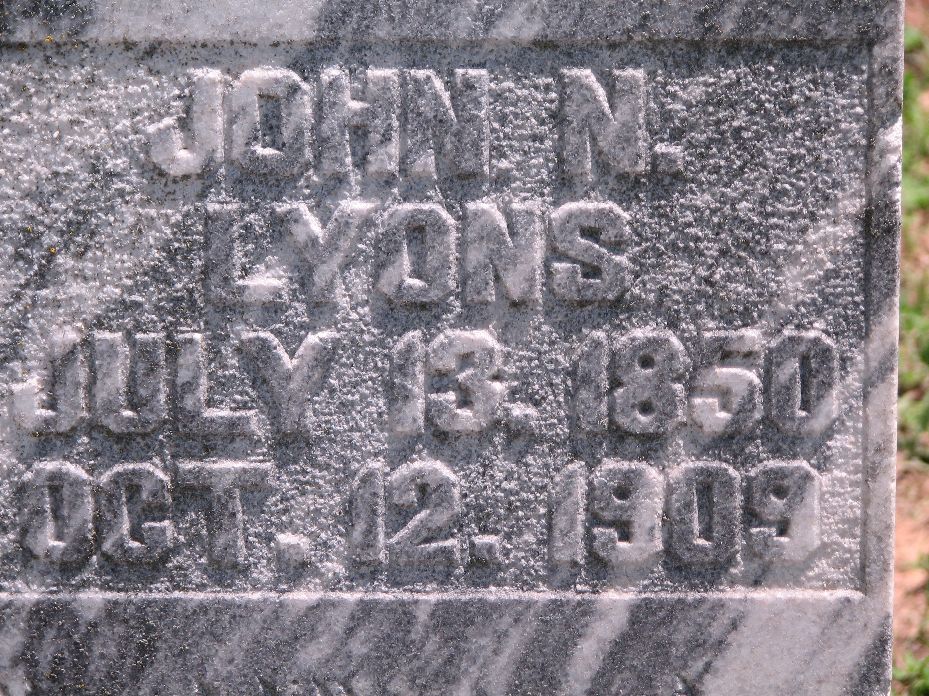 JOHN N.
LYONS
JULY 13. 1850
OCT. 12. 1909